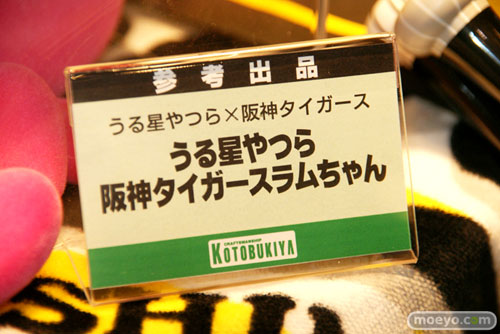 参考出品
うる星やつら×阪神タイガース
うる星やつら
阪神タイガースラムちゃん
CRAFTSMANSHIP
KOTOBUKIYA
moeyo.com